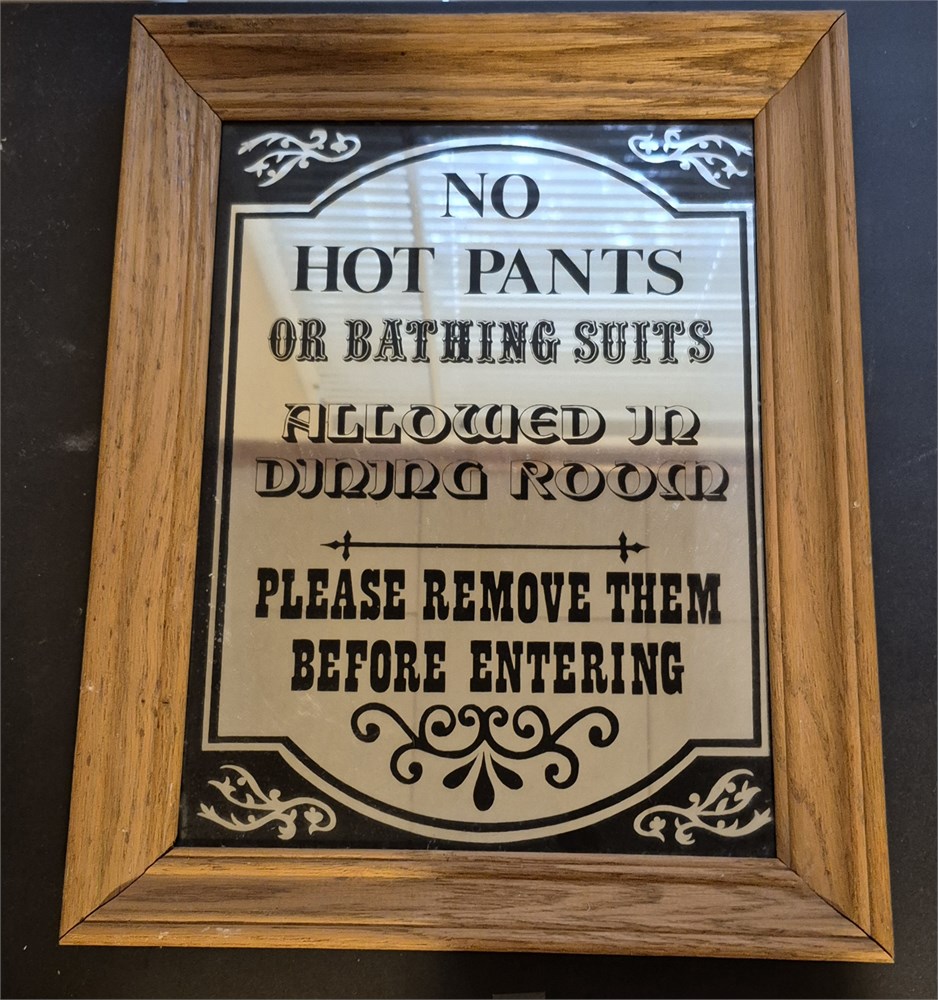 NO
HOT PANTS
OR BATHING SUITS
ALLOWED IN
DINING ROOM
PLEASE REMOVE THEM
BEFORE ENTERING